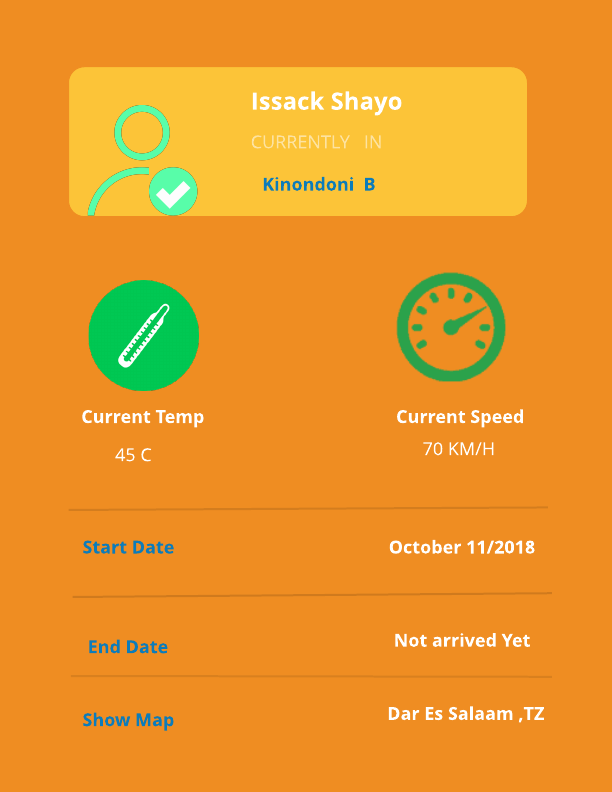 Issack Shayo
CURRENTLY IN
Kinondoni B
Current Temp
45 C
Current Speed
70 KM/H
Start Date
October 11/2018
End Date
Not arrived Yet
Show Map
Dar Es Salaam ,TZ